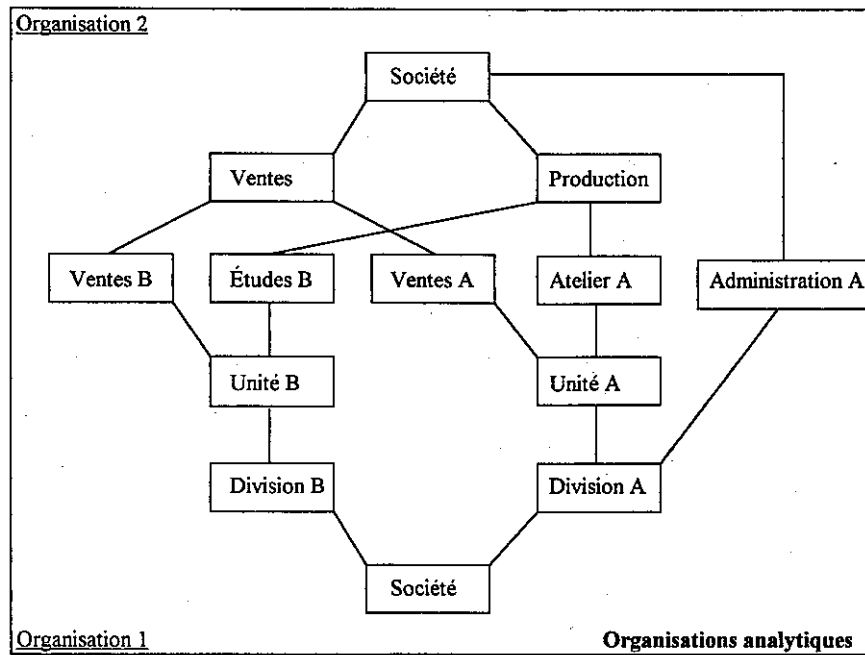 Organisation 2
Société
Ventes
Production
Ventes B
Études B
Ventes A
Atelier A
Administration A
Unité B
Unité A
Division B
Division A
Société
Organisation 1
Organisations analytiques